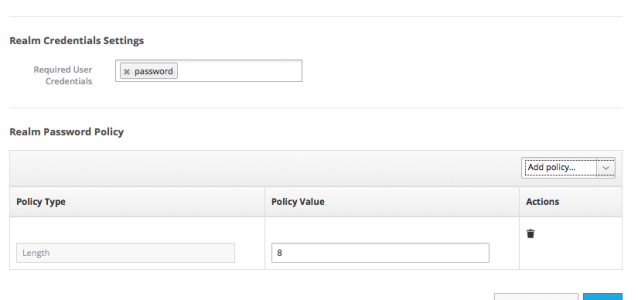 Realm Credentials Settings
Required User
Credentials
password
Realm Password Policy
Add policy...
Policy Type Policy Value Actions
Length 8